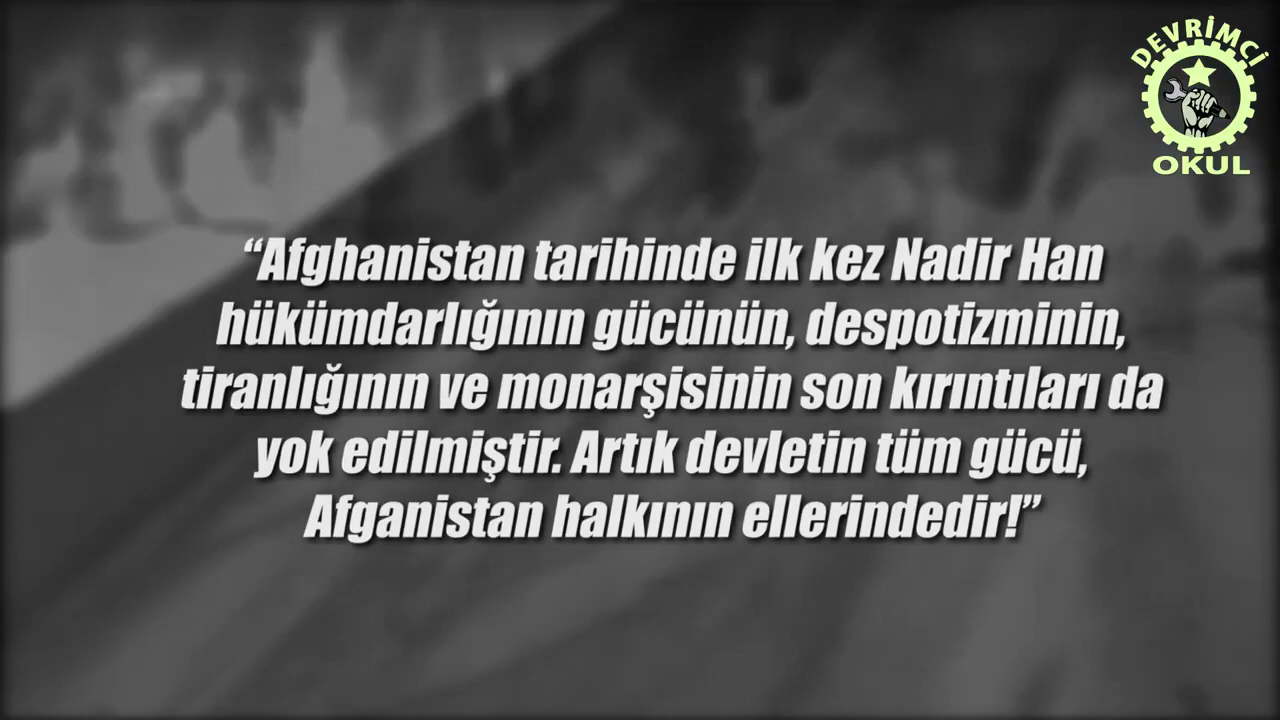 DEVRİMCİ
OKUL
“Afghanistan tarihinde ilk kez Nadir Han
hükümdarlığının gücünün, despotizminin,
tiranlığının ve monarşisinin son kırıntıları da
yok edilmiştir. Artık devletin tüm gücü,
Afganistan halkının ellerindedir!”